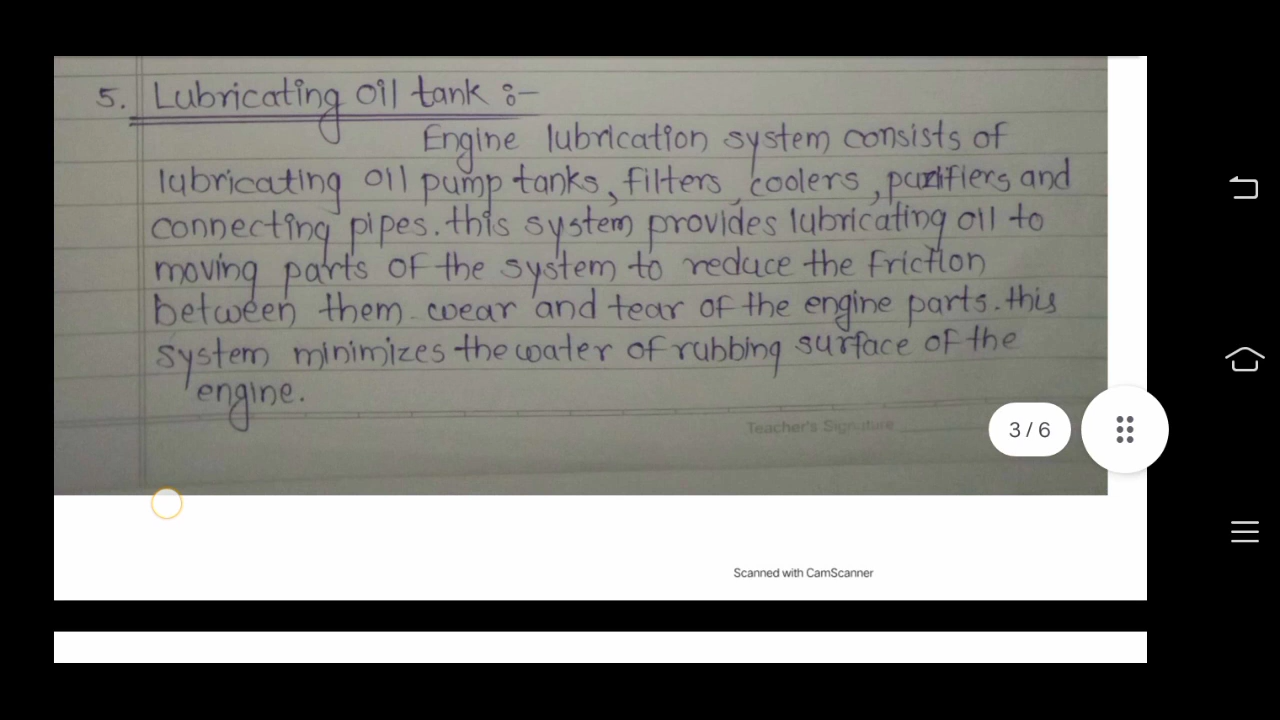 5. Lubricating oil tank :-
Engine lubrication system consists of
lubricating oil pump tanks, filters, coolers, purifiers and
connecting pipes. this system provides lubricating oil to
moving parts of the system to reduce the friction
between them. wear and tear of the engine parts. this
system minimizes the water of rubbing surface of the
engine.
Teacher's Signature
3 / 6
Scanned with CamScanner